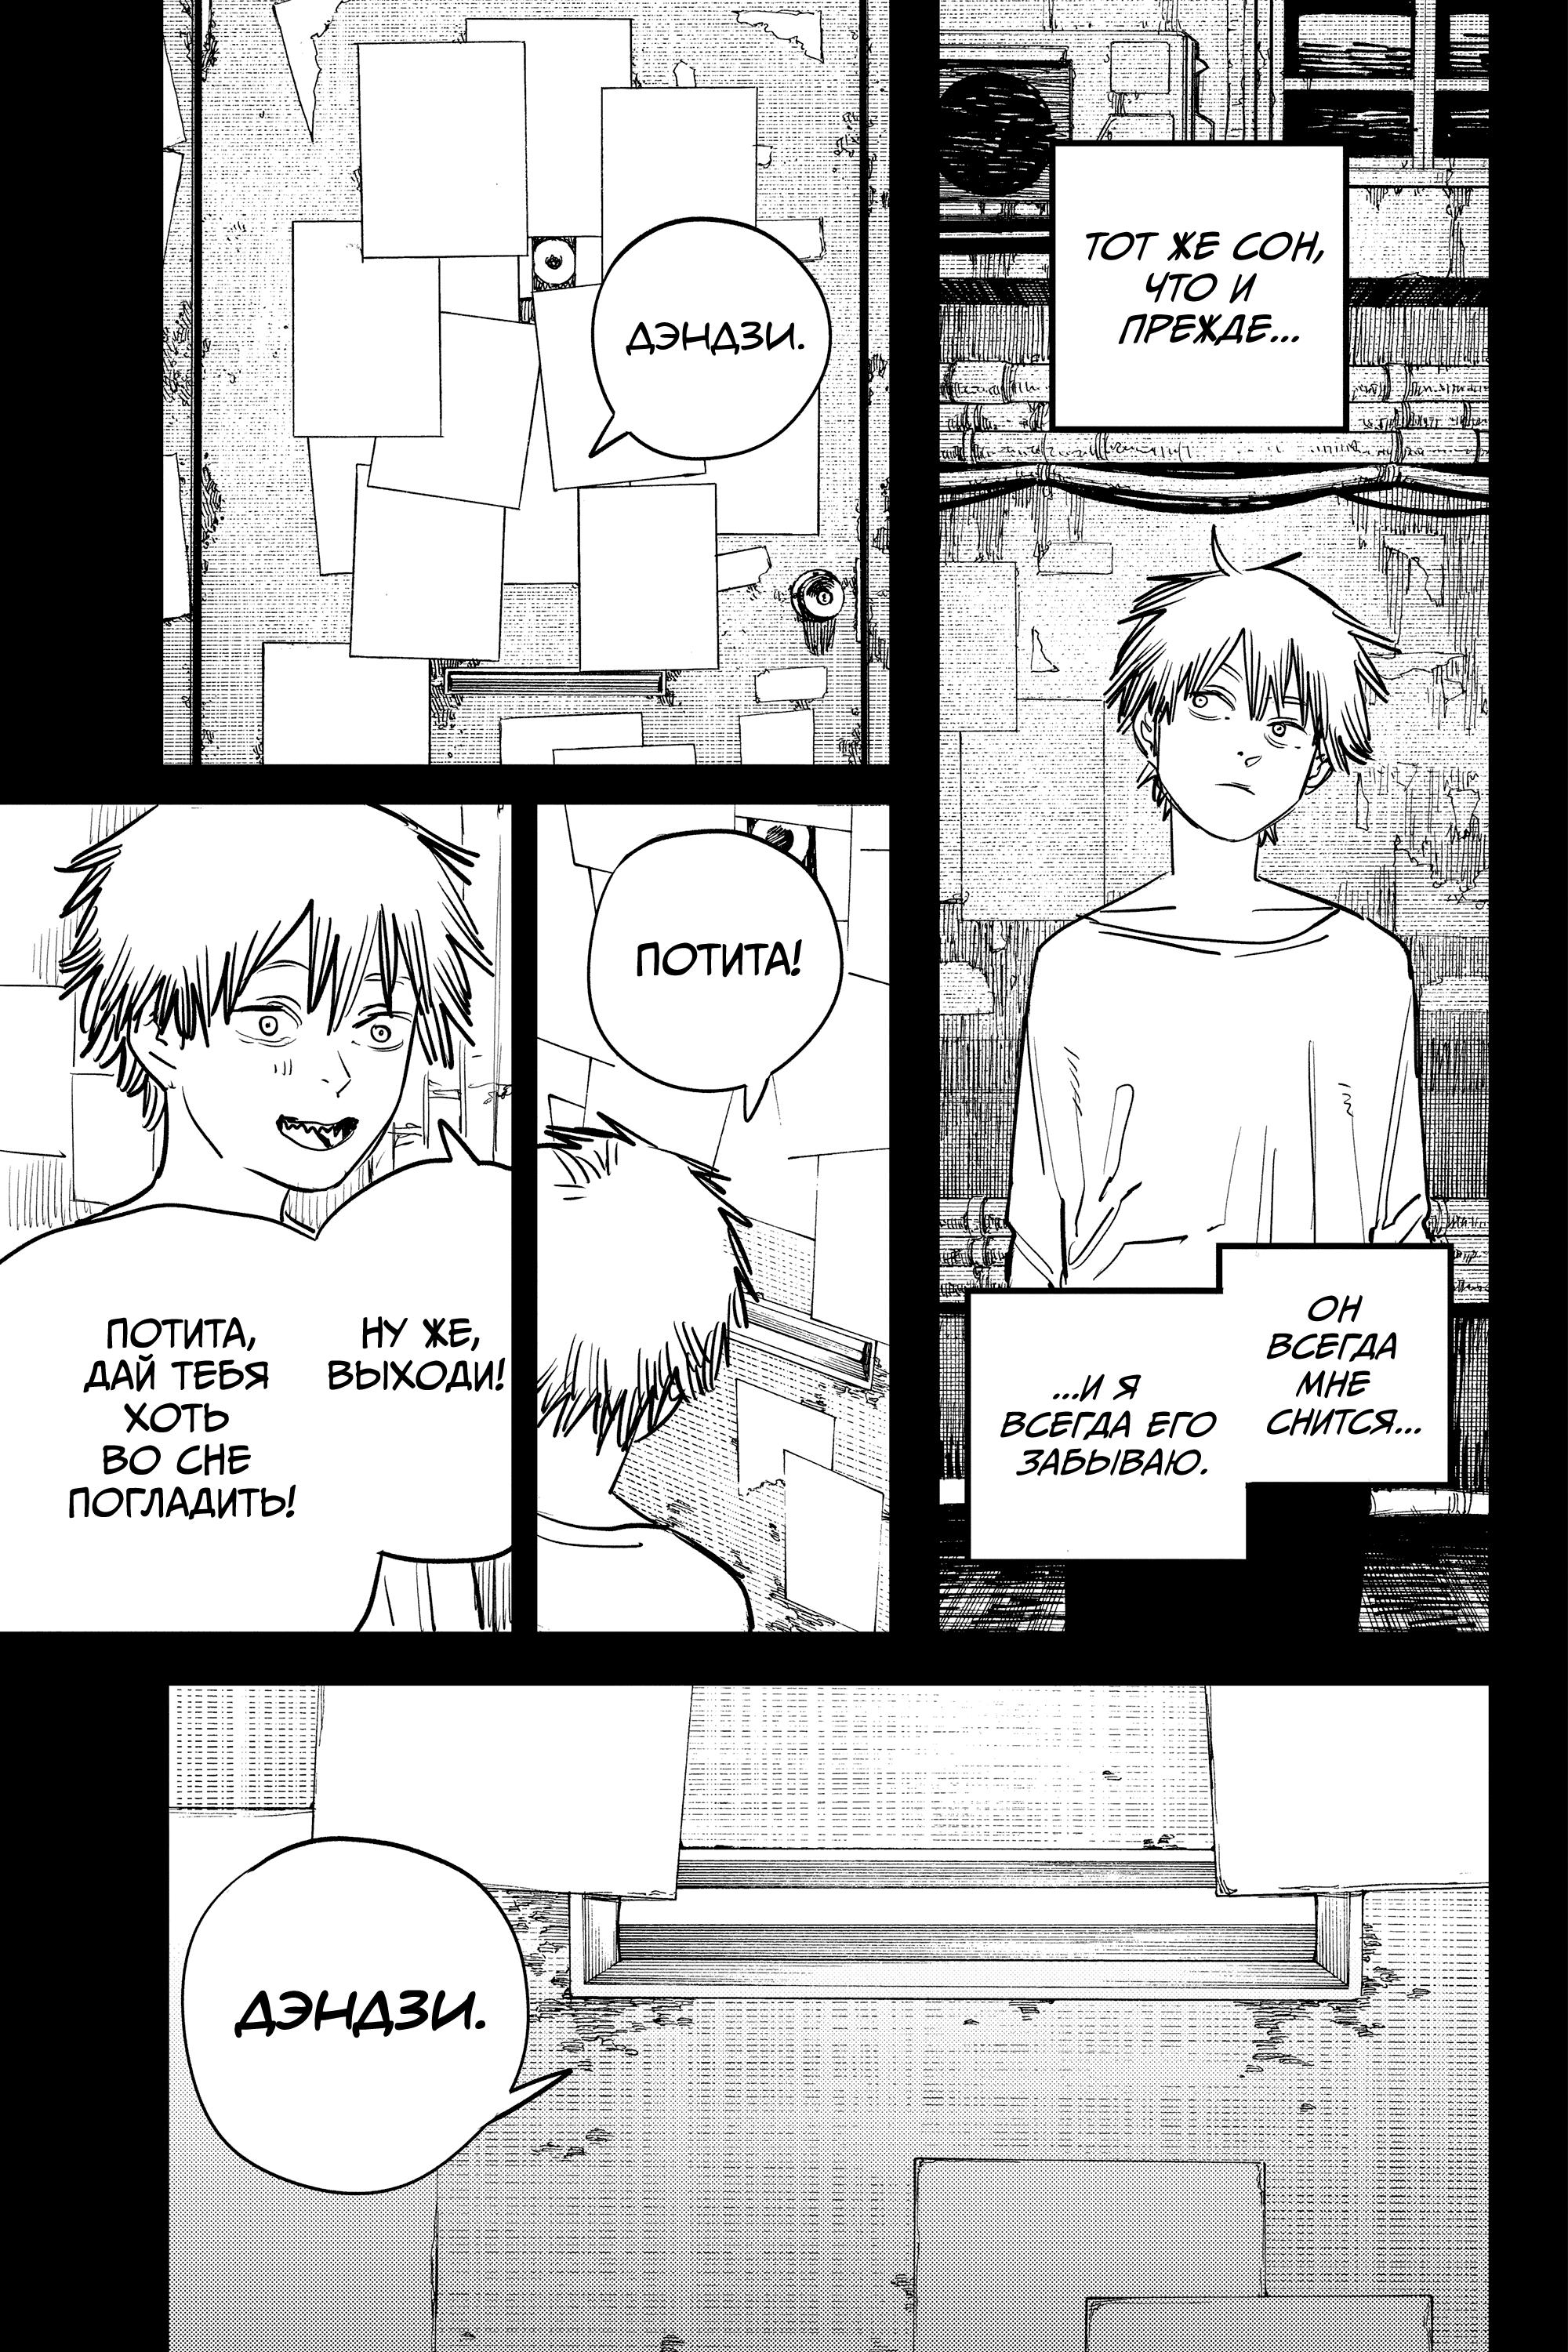 ТОТ ЖЕ СОН,
ЧТО И
ПРЕЖДЕ...
ОН
ВСЕГДА
МНЕ
СНИТСЯ...
...И Я
ВСЕГДА ЕГО
ЗАБЫВАЮ.
ДЭНДЗИ.
ПОТИТА!
НУ ЖЕ,
ВЫХОДИ!
ПОТИТА,
ДАЙ ТЕБЯ
ХОТЬ
ВО СНЕ
ПОГЛАДИТЬ!
ДЭНДЗИ.